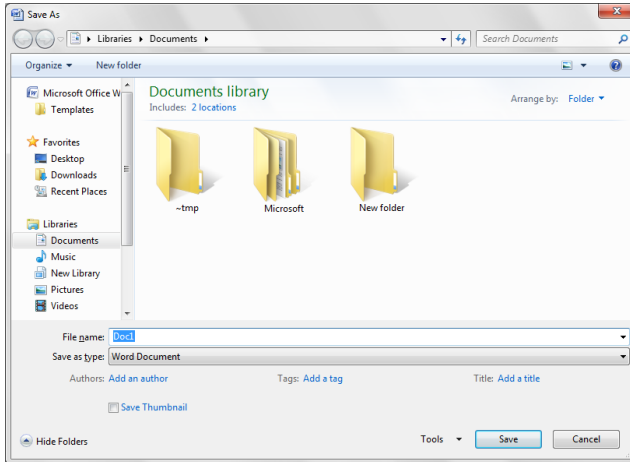 Save As
Libraries Documents
Search Documents
Organize New folder
Microsoft Office W
Templates
Favorites
Desktop
Downloads
Recent Places
Libraries
Documents
Music
New Library
Pictures
Videos
Documents library
Includes: 2 locations
Arrange by: Folder
~tmp
Microsoft
New folder
File name: Doc1
Save as type: Word Document
Authors: Add an author Tags: Add a tag Title: Add a title
Save Thumbnail
Hide Folders Tools Save Cancel